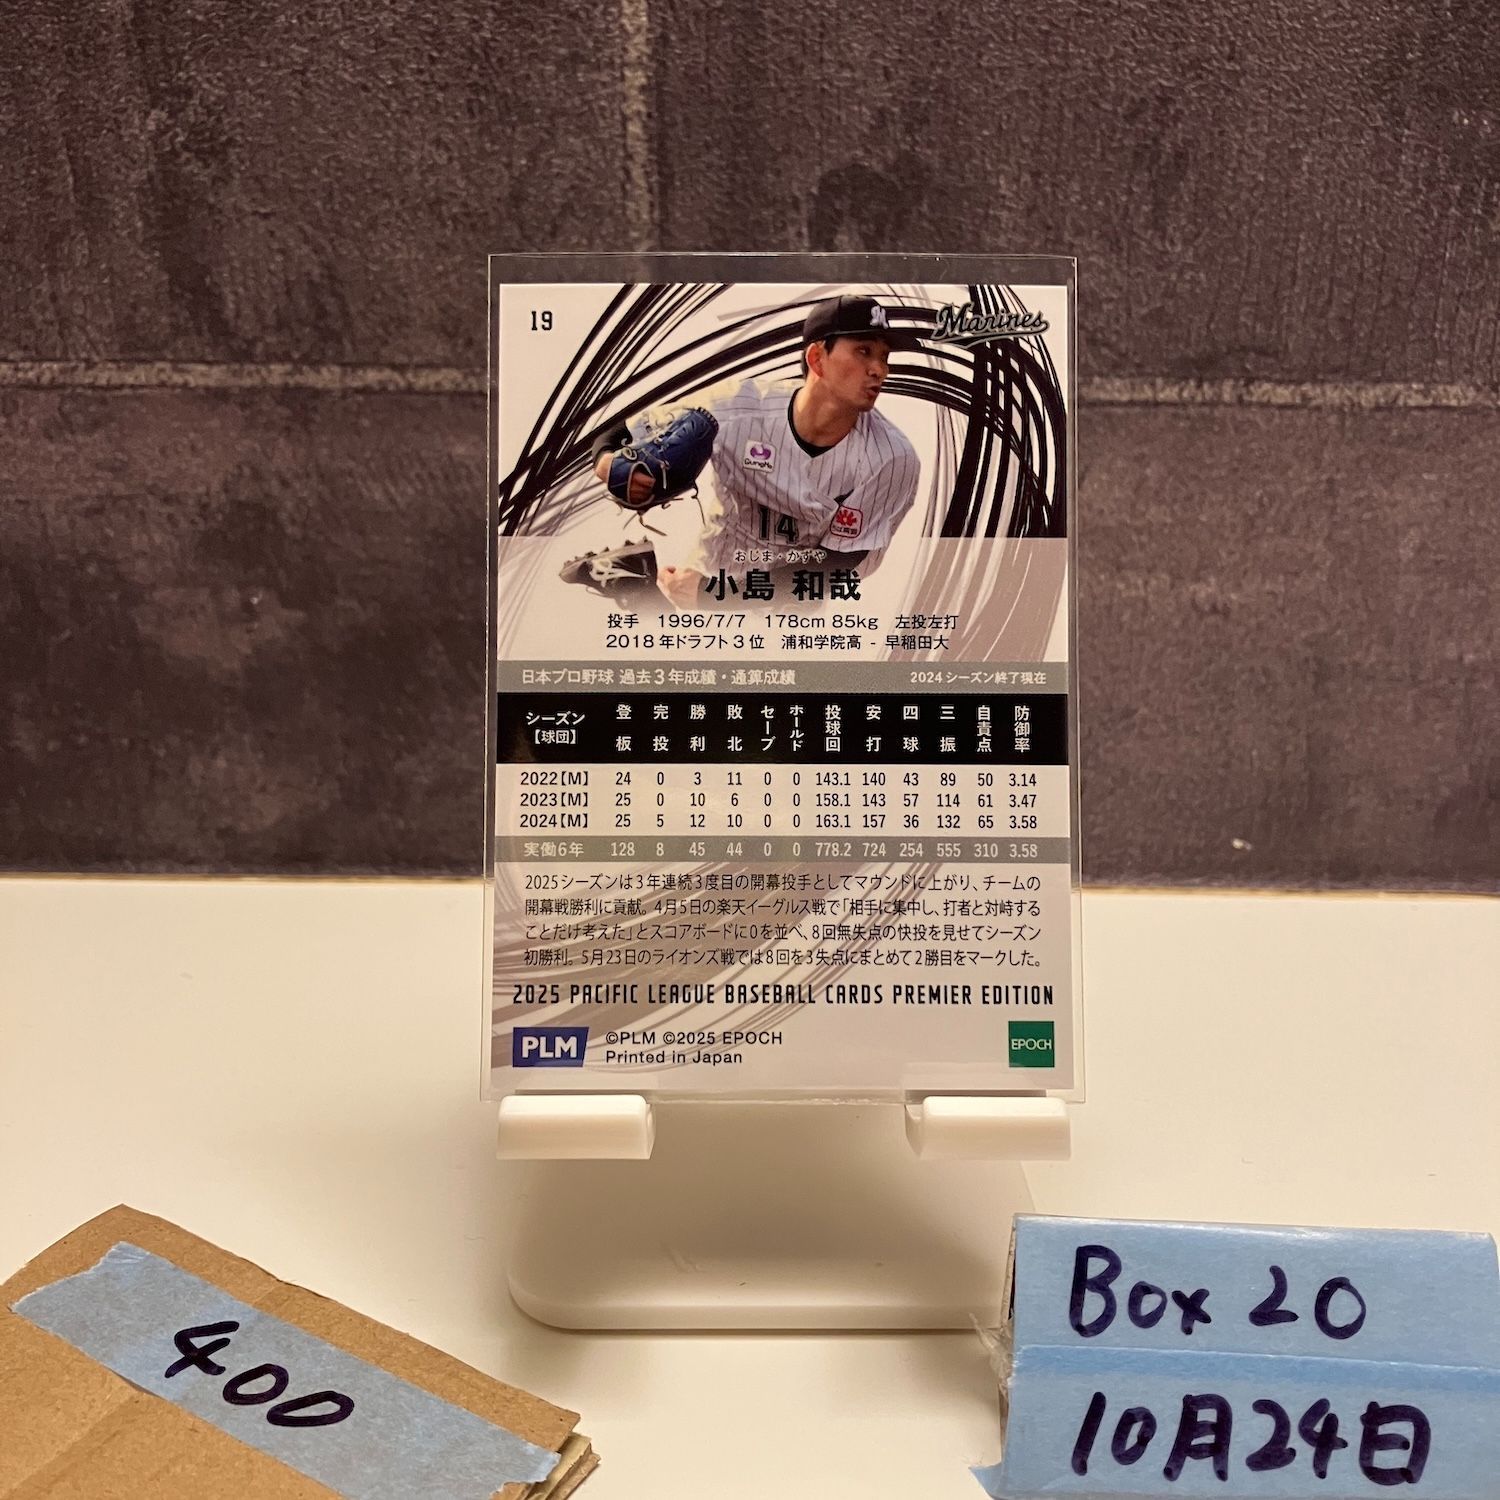 19
Marines
M
GungHo
14
おじま・かずや
小島 和哉
投手 1996/7/7 178cm 85kg 左投左打
2018年ドラフト3位 浦和学院高 - 早稲田大
日本プロ野球 過去3年成績・通算成績 2024シーズン終了現在
シーズン【球団】 登板 完投 勝利 敗北 セーブ ホールド 投球回 安打 四球 三振 自責点 防御率
2022【M】 24 0 3 11 0 0 143.1 140 43 89 50 3.14
2023【M】 25 0 10 6 0 0 158.1 143 57 114 61 3.47
2024【M】 25 5 12 10 0 0 163.1 157 36 132 65 3.58
実働6年 128 8 45 44 0 0 778.2 724 254 555 310 3.58
2025シーズンは3年連続3度目の開幕投手としてマウンドに上がり、チームの
開幕戦勝利に貢献。4月5日の楽天イーグルス戦で「相手に集中し、打者と対峙する
ことだけ考えた」とスコアボードに0を並べ、8回無失点の快投を見せてシーズン
初勝利。5月23日のライオンズ戦では8回を3失点にまとめて2勝目をマークした。
2025 PACIFIC LEAGUE BASEBALL CARDS PREMIER EDITION
PLM
©PLM ©2025 EPOCH
Printed in Japan
EPOCH
400
Box 20
10月24日